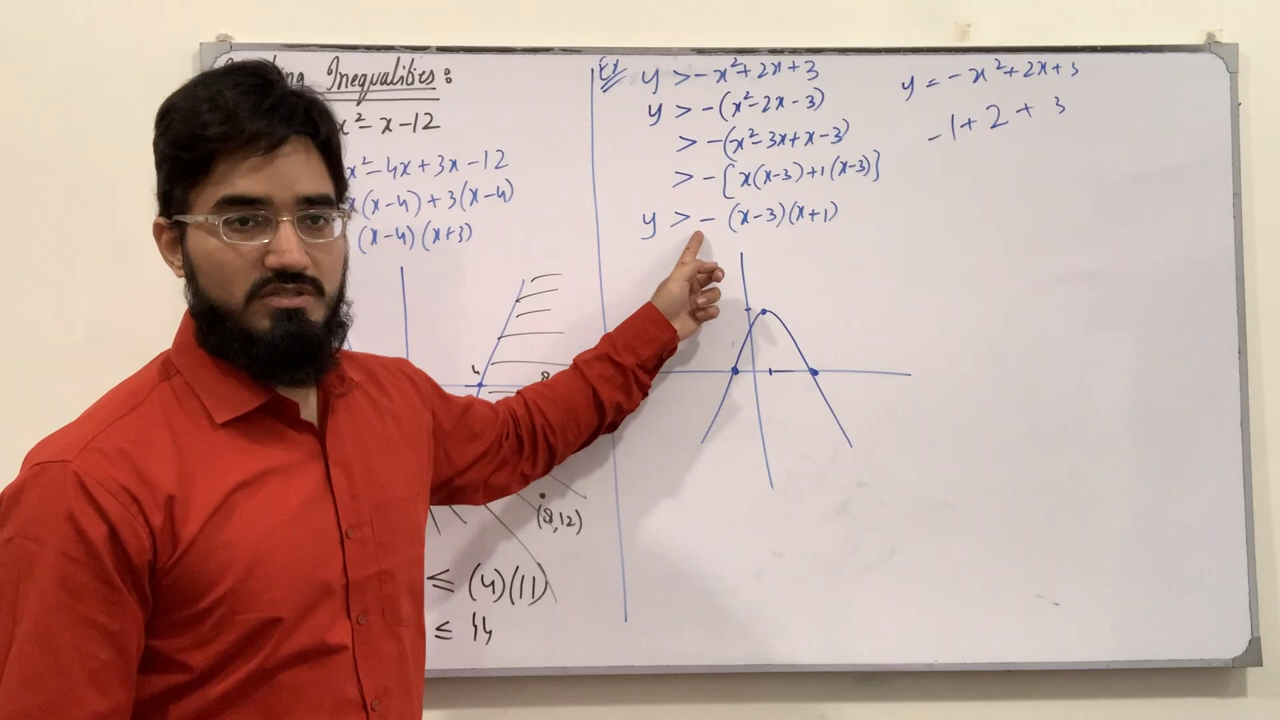 Inequalities:
x² - x - 12
x² - 4x + 3x - 12
x(x-4) + 3(x-4)
(x-4)(x+3)
4
8
(8,12)
≤ (4)(11)
≤ 44
Ex
y > -x² + 2x + 3
y > -(x² - 2x - 3)
> -(x² - 3x + x - 3)
> -[x(x-3) + 1(x-3)]
y > - (x-3)(x+1)
y = -x² + 2x + 3
-1 + 2 + 3